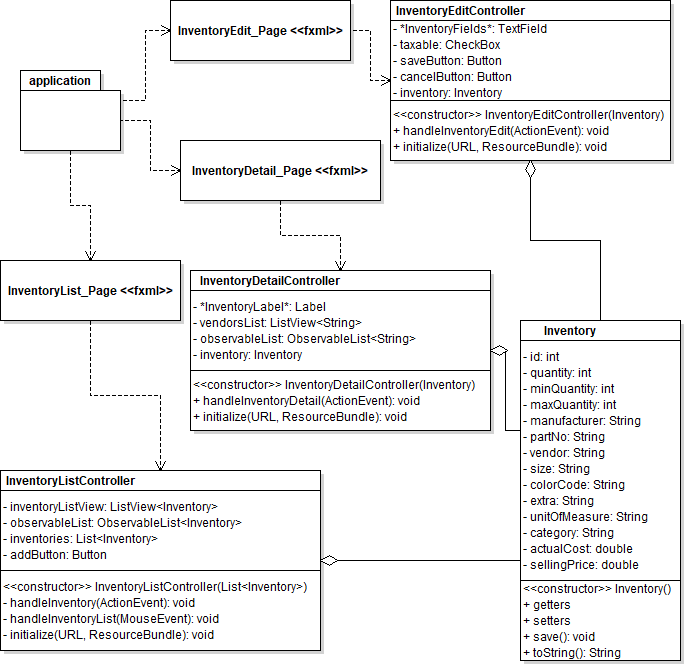 InventoryEditController
- *InventoryFields*: TextField
- taxable: CheckBox
- saveButton: Button
- cancelButton: Button
- inventory: Inventory
<<constructor>> InventoryEditController(Inventory)
+ handleInventoryEdit(ActionEvent): void
+ initialize(URL, ResourceBundle): void
InventoryEdit_Page <<fxml>>
application
InventoryDetail_Page <<fxml>>
InventoryList_Page <<fxml>>
InventoryDetailController
- *InventoryLabel*: Label
- vendorsList: ListView<String>
- observableList: ObservableList<String>
- inventory: Inventory
<<constructor>> InventoryDetailController(Inventory)
+ handleInventoryDetail(ActionEvent): void
+ initialize(URL, ResourceBundle): void
Inventory
- id: int
- quantity: int
- minQuantity: int
- maxQuantity: int
- manufacturer: String
- partNo: String
- vendor: String
- size: String
- colorCode: String
- extra: String
- unitOfMeasure: String
- category: String
- actualCost: double
- sellingPrice: double
<<constructor>> Inventory()
+ getters
+ setters
+ save(): void
+ toString(): String
InventoryListController
- inventoryListView: ListView<Inventory>
- observableList: ObservableList<Inventory>
- inventories: List<Inventory>
- addButton: Button
<<constructor>> InventoryListController(List<Inventory>)
- handleInventory(ActionEvent): void
- handleInventoryList(MouseEvent): void
- initialize(URL, ResourceBundle): void